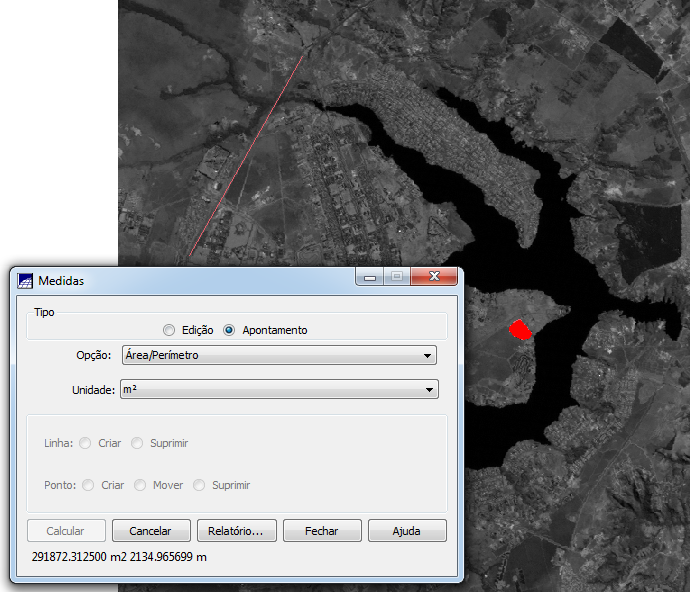 Medidas
Tipo
Edição Apontamento
Opção: Área/Perímetro
Unidade: m²
Linha: Criar Suprimir
Ponto: Criar Mover Suprimir
Calcular Cancelar Relatório... Fechar Ajuda
291872.312500 m2 2134.965699 m